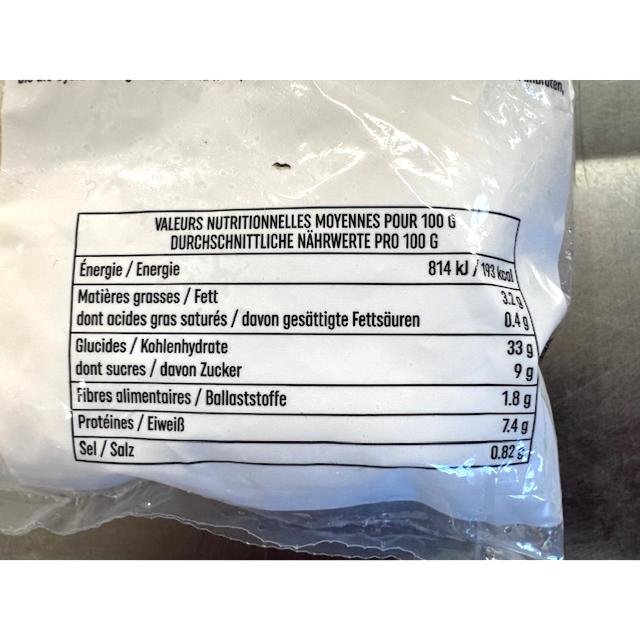 VALEURS NUTRITIONNELLES MOYENNES POUR 100 G
DURCHSCHNITTLICHE NÄHRWERTE PRO 100 G
Énergie / Energie 814 kJ / 193 kcal
Matières grasses / Fett 3.2 g
dont acides gras saturés / davon gesättigte Fettsäuren 0.4 g
Glucides / Kohlenhydrate 33 g
dont sucres / davon Zucker 9 g
Fibres alimentaires / Ballaststoffe 1.8 g
Protéines / Eiweiß 7.4 g
Sel / Salz 0.82 g